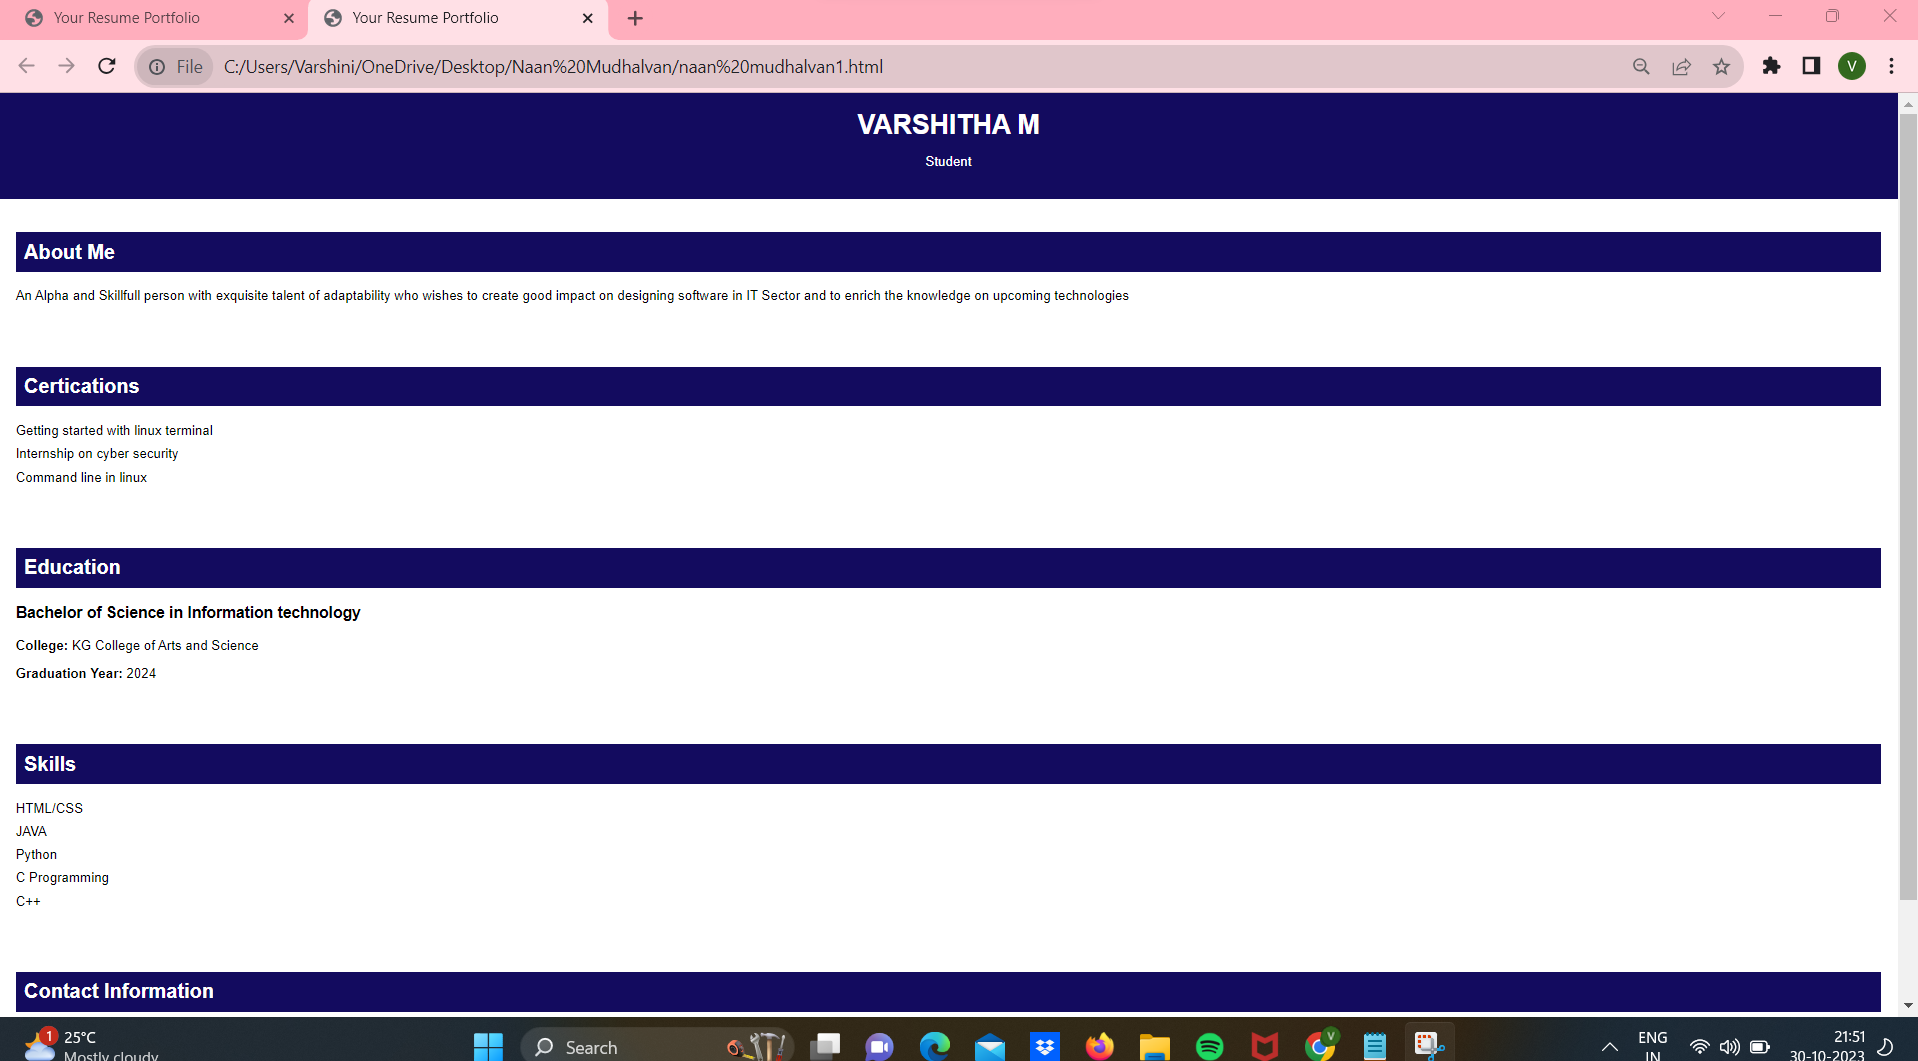 Your Resume Portfolio
Your Resume Portfolio
File C:/Users/Varshini/OneDrive/Desktop/Naan%20Mudhalvan/naan%20mudhalvan1.html
V
VARSHITHA M
Student
About Me
An Alpha and Skillfull person with exquisite talent of adaptability who wishes to create good impact on designing software in IT Sector and to enrich the knowledge on upcoming technologies
Certications
Getting started with linux terminal
Internship on cyber security
Command line in linux
Education
Bachelor of Science in Information technology
College: KG College of Arts and Science
Graduation Year: 2024
Skills
HTML/CSS
JAVA
Python
C Programming
C++
Contact Information
1
25°C
Mostly cloudy
Search
V
ENG
IN
21:51
30-10-2023